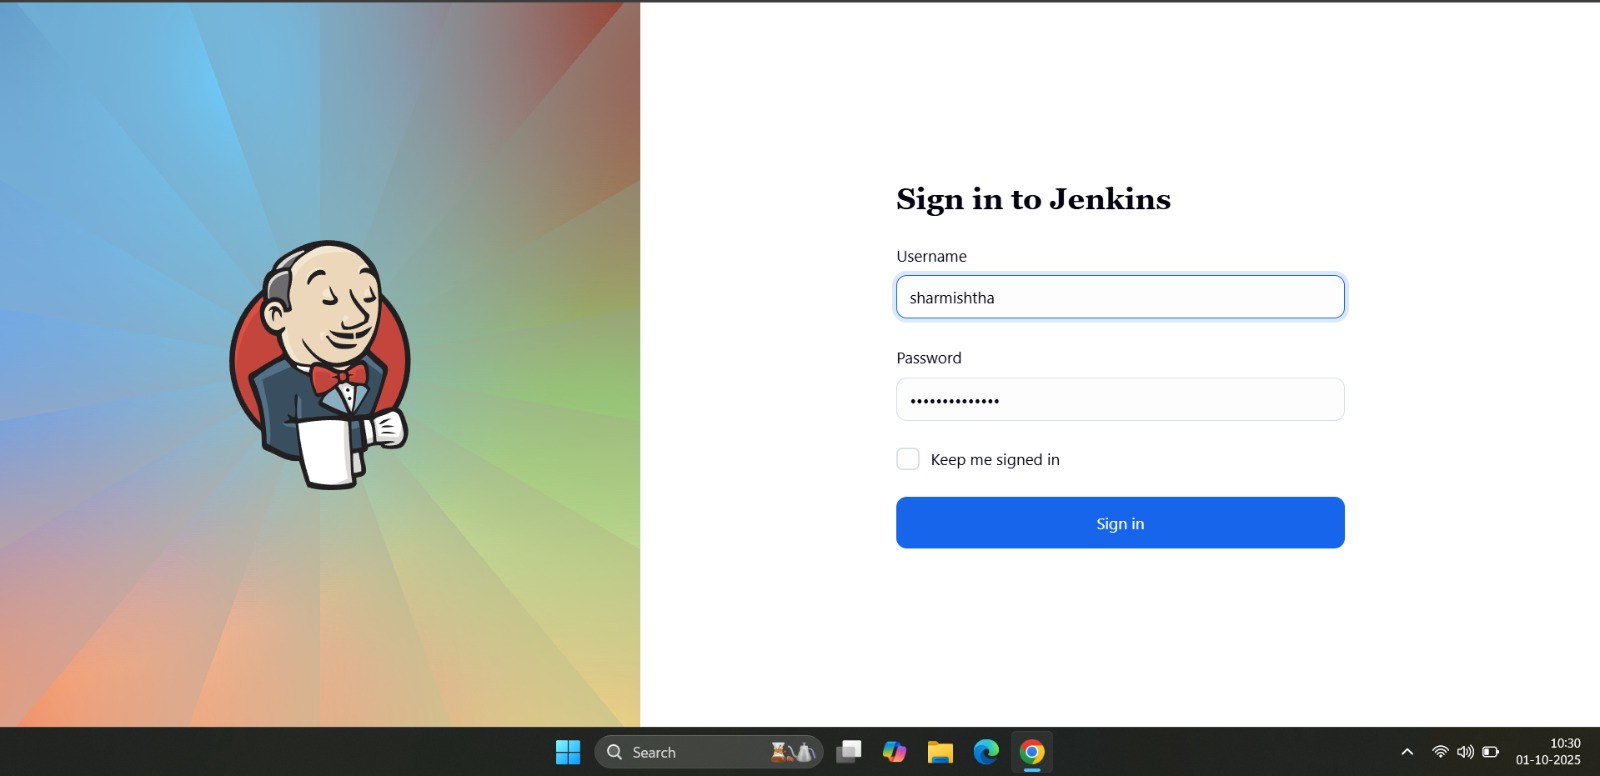 Sign in to Jenkins
Username
sharmishtha
Password
••••••••••••••
Keep me signed in
Sign in
Search
10:30
01-10-2025